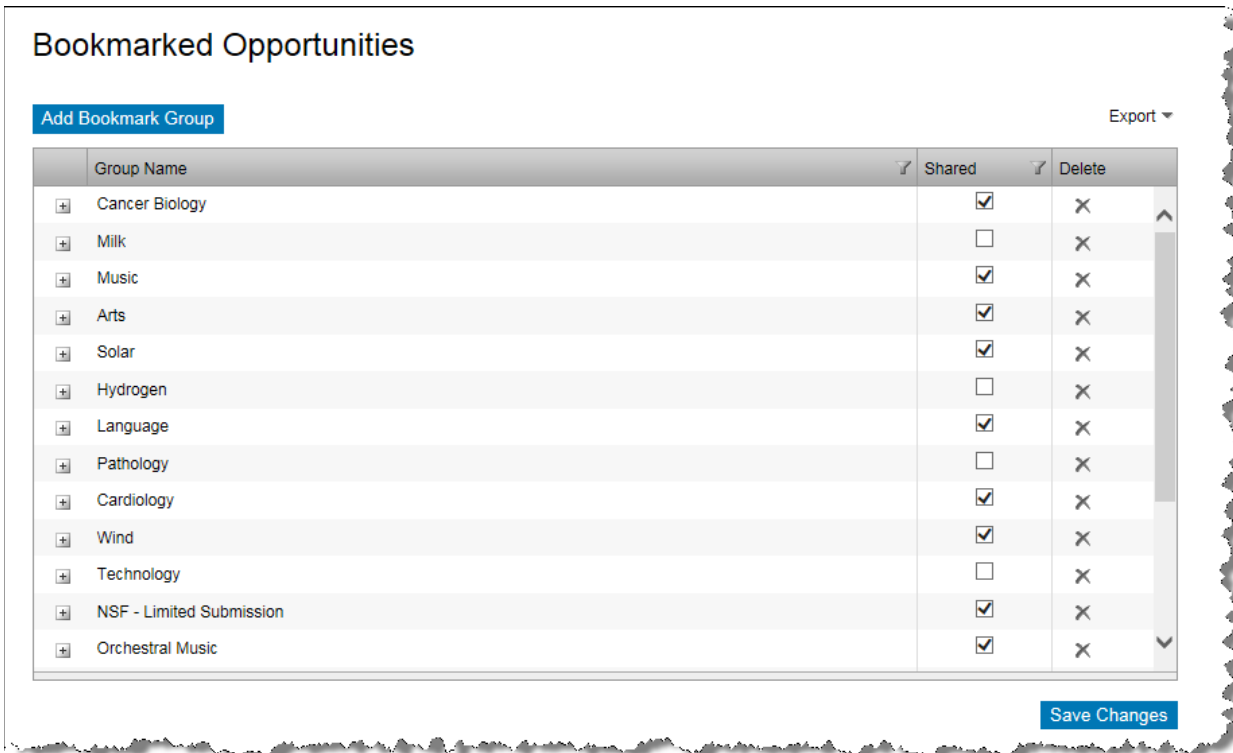 Bookmarked Opportunities
Add Bookmark Group
Export
Group Name Shared Delete
Cancer Biology
Milk
Music
Arts
Solar
Hydrogen
Language
Pathology
Cardiology
Wind
Technology
NSF - Limited Submission
Orchestral Music
Save Changes